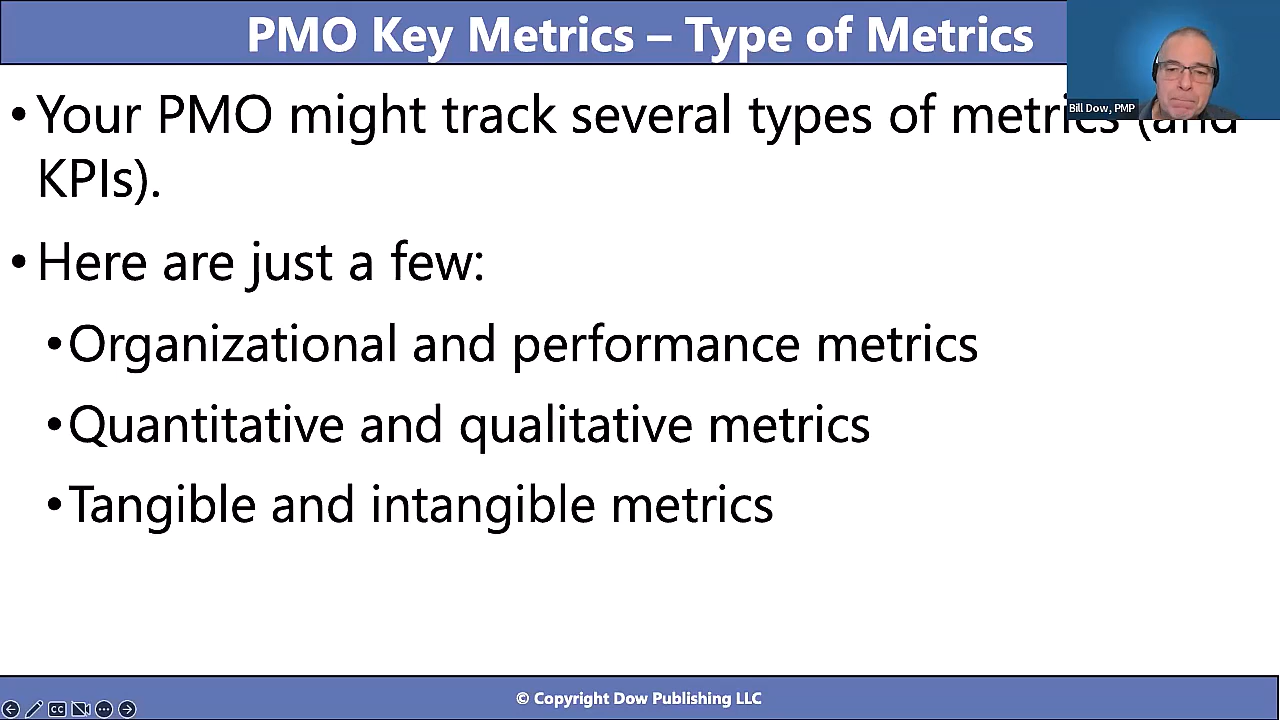 PMO Key Metrics – Type of Metrics
Bill Dow, PMP
• Your PMO might track several types of metrics (and
KPIs).
• Here are just a few:
• Organizational and performance metrics
• Quantitative and qualitative metrics
• Tangible and intangible metrics
© Copyright Dow Publishing LLC
CC